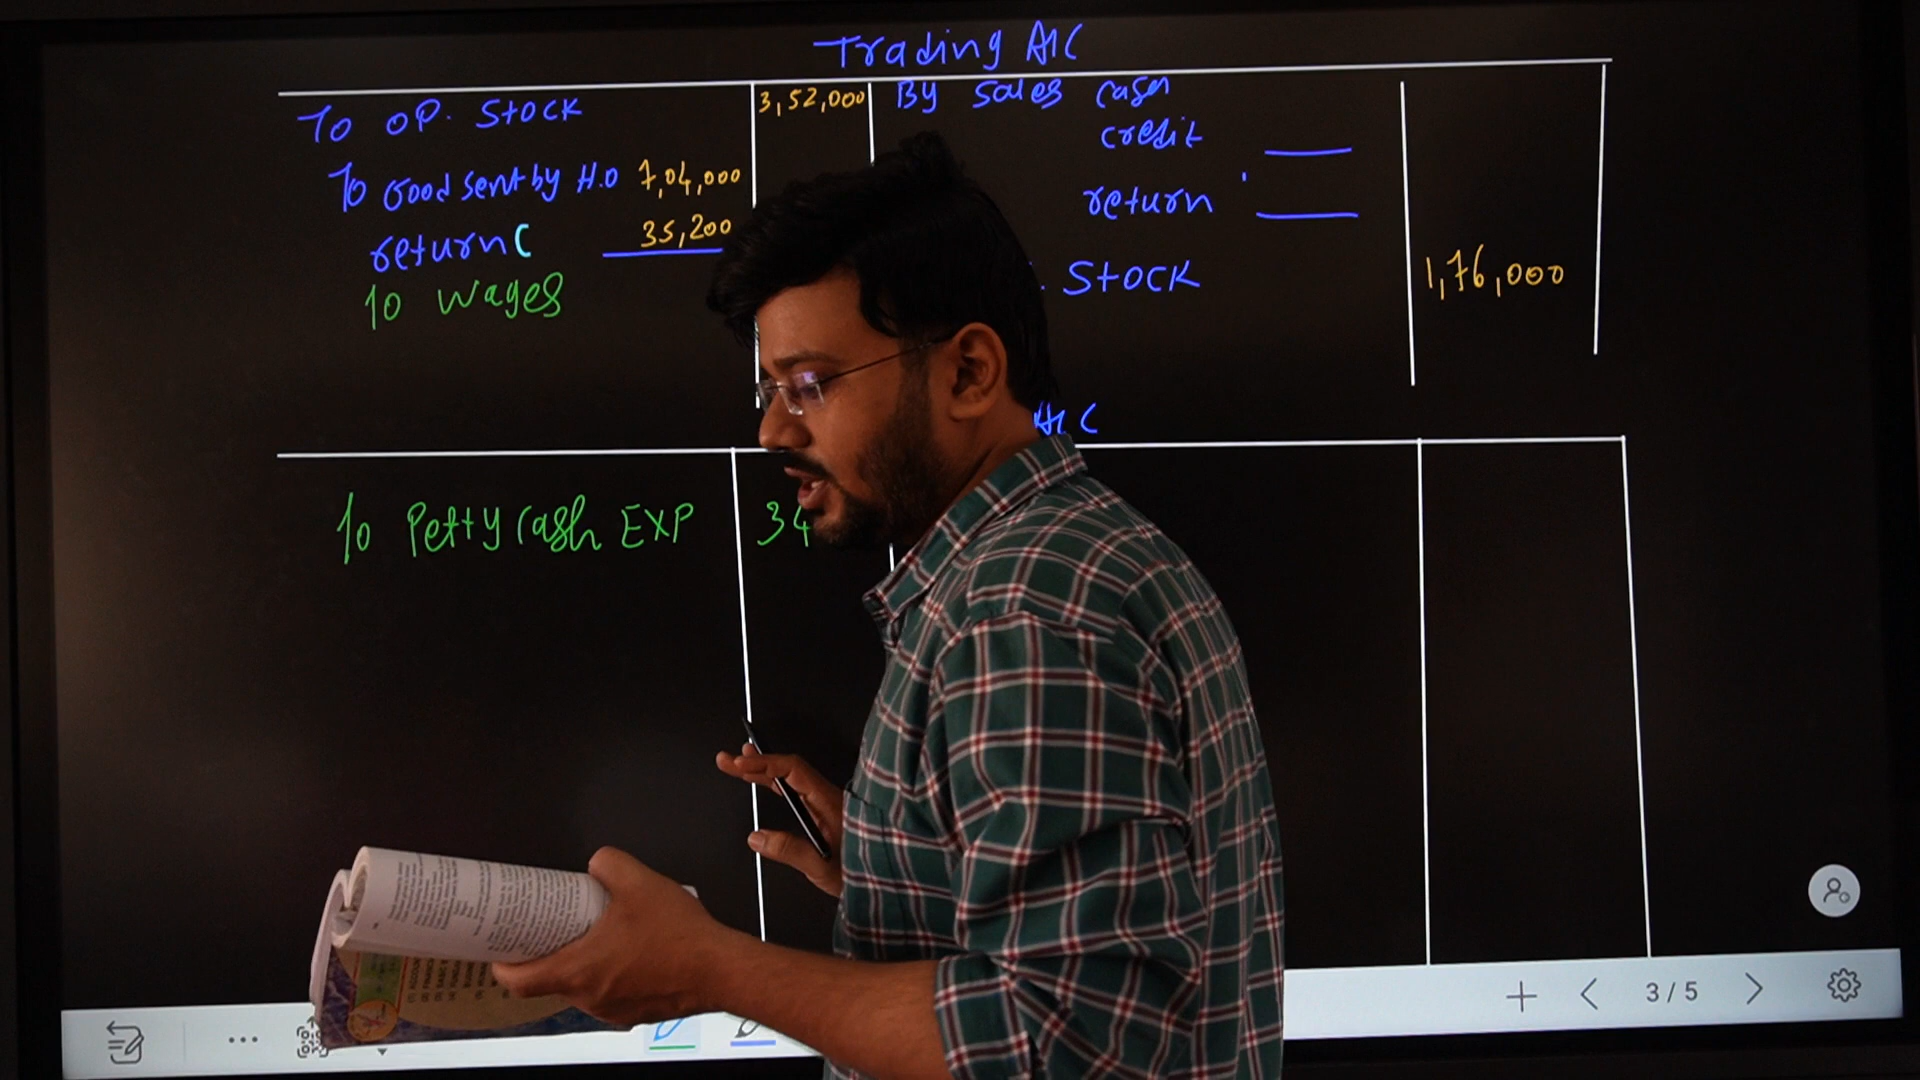 Trading A/C
To OP. Stock 3,52,000 By Sales cash
credit
To Good sent by H.O 7,04,000
return
return( 35,200
To Wages
Stock 1,76,000
A/C
To Petty Cash EXP 34
3/5